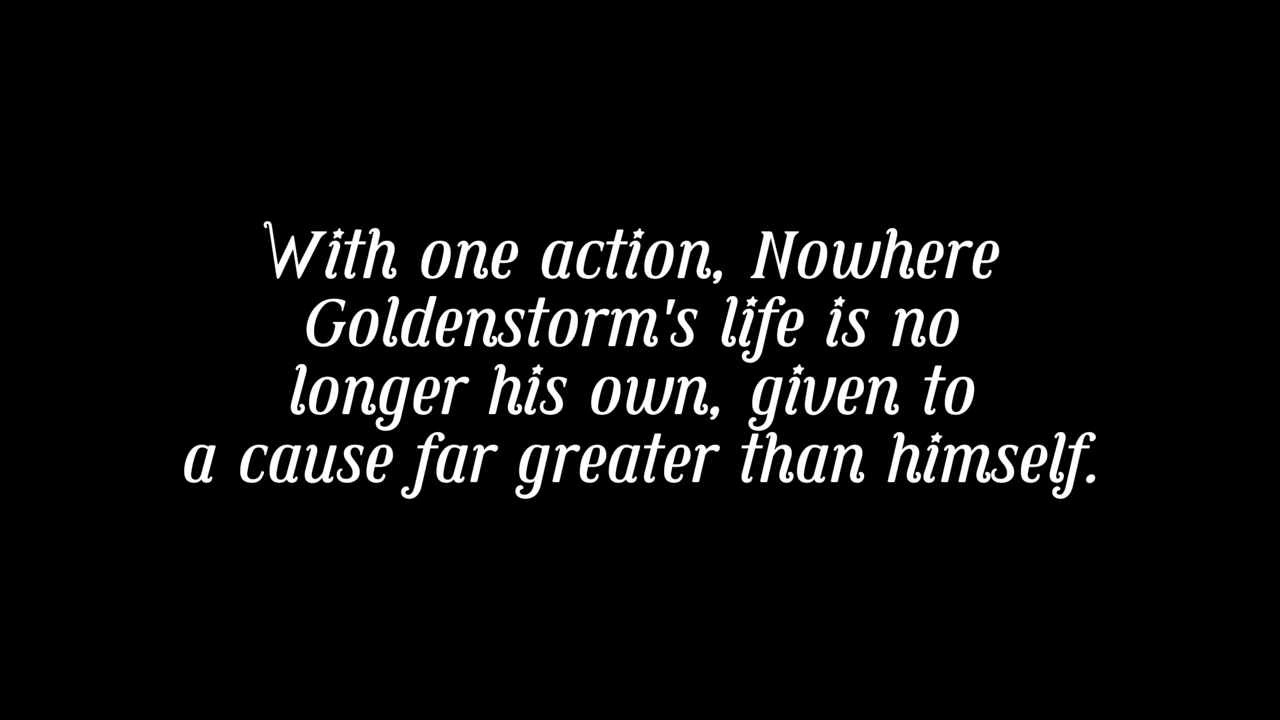 With one action, Nowhere
Goldenstorm's life is no
longer his own, given to
a cause far greater than himself.